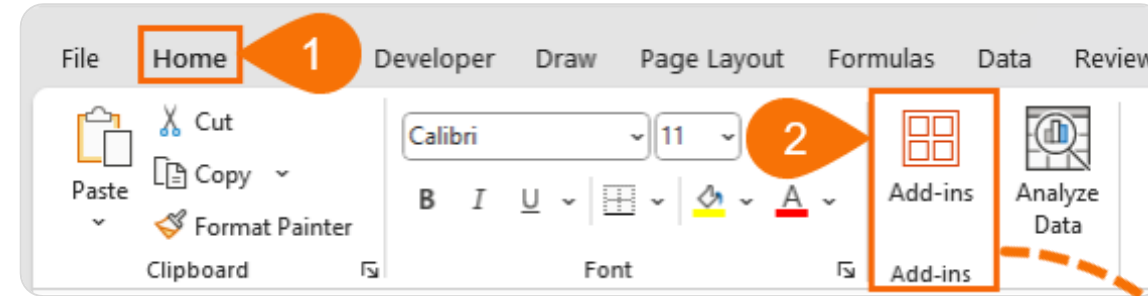 File Home 1 Developer Draw Page Layout Formulas Data Review
Cut
Calibri 11 2
Copy
Paste Add-ins Analyze
B I U A
Format Painter Data
Clipboard Font Add-ins